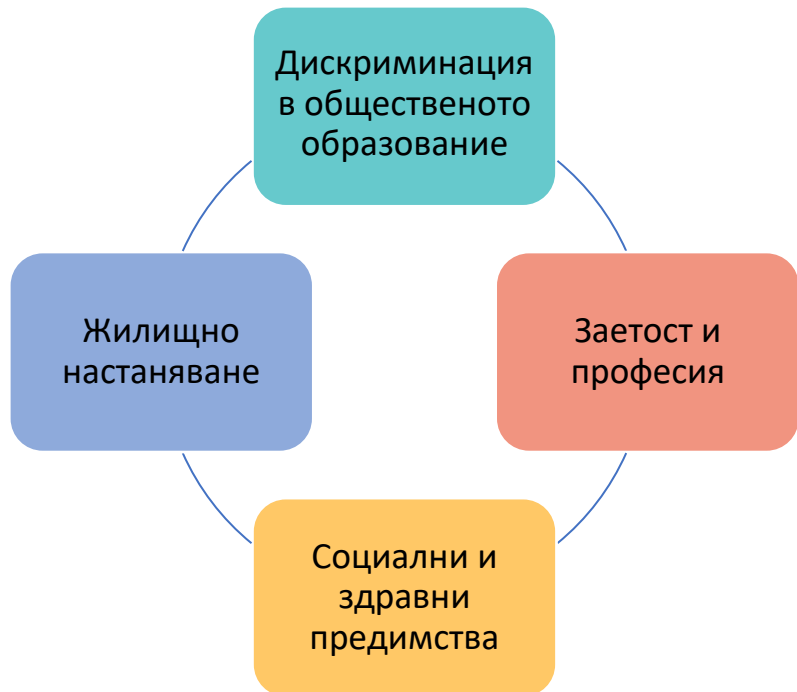 Дискриминация
в общественото
образование
Жилищно
настаняване
Заетост и
професия
Социални и
здравни
предимства